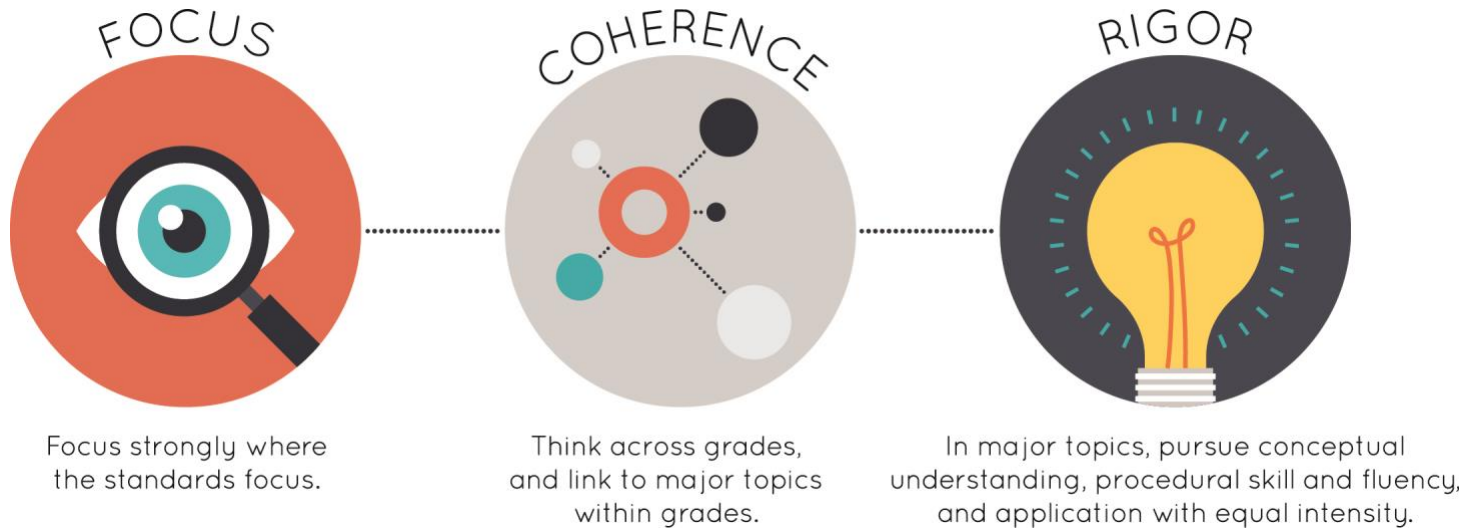 FOCUS
Focus strongly where
the standards focus.
COHERENCE
Think across grades,
and link to major topics
within grades.
RIGOR
In major topics, pursue conceptual
understanding, procedural skill and fluency,
and application with equal intensity.